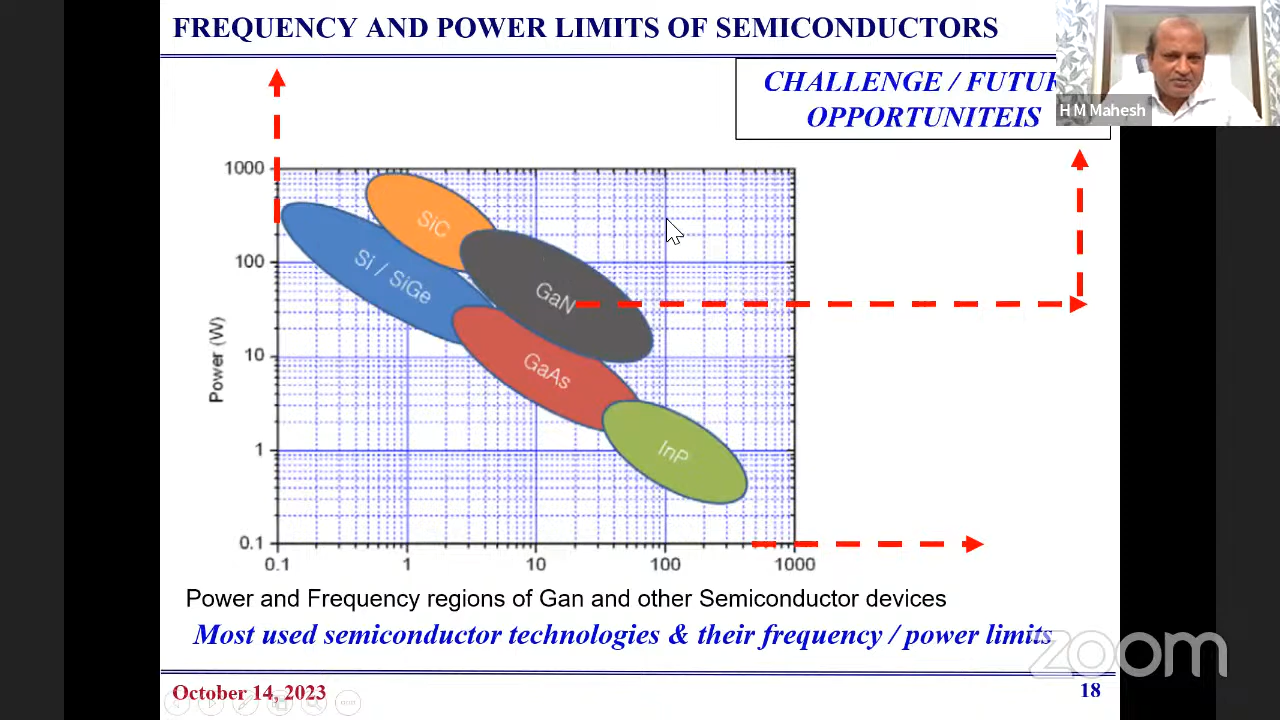 FREQUENCY AND POWER LIMITS OF SEMICONDUCTORS
CHALLENGE / FUTUR
OPPORTUNITEIS
H M Mahesh
1000
100
10
1
0.1
Power (W)
SiC
Si / SiGe
GaN
GaAs
InP
0.1 1 10 100 1000
Power and Frequency regions of Gan and other Semiconductor devices
Most used semiconductor technologies & their frequency / power limits
zoom
October 14, 2023
18